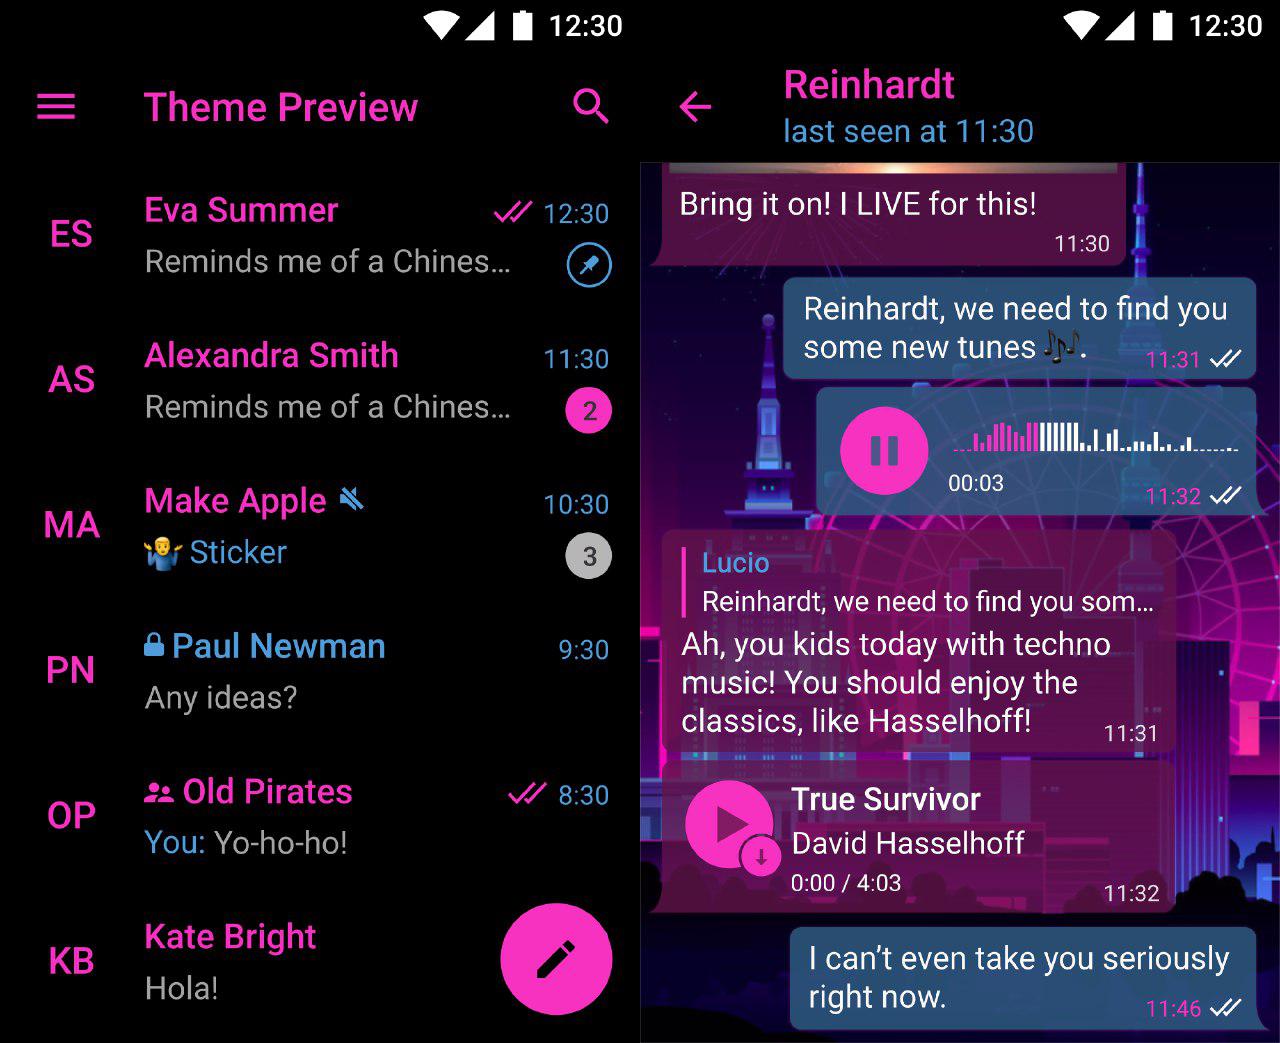 12:30
Theme Preview
ES
Eva Summer
12:30
Reminds me of a Chines...
AS
Alexandra Smith
11:30
Reminds me of a Chines...
2
MA
Make Apple
10:30
Sticker
3
PN
Paul Newman
9:30
Any ideas?
OP
Old Pirates
8:30
You: Yo-ho-ho!
KB
Kate Bright
Hola!
12:30
Reinhardt
last seen at 11:30
Bring it on! I LIVE for this!
11:30
Reinhardt, we need to find you
some new tunes 🎶.
11:31
00:03
11:32
Lucio
Reinhardt, we need to find you som...
Ah, you kids today with techno
music! You should enjoy the
classics, like Hasselhoff!
11:31
True Survivor
David Hasselhoff
0:00 / 4:03
11:32
I can’t even take you seriously
right now.
11:46